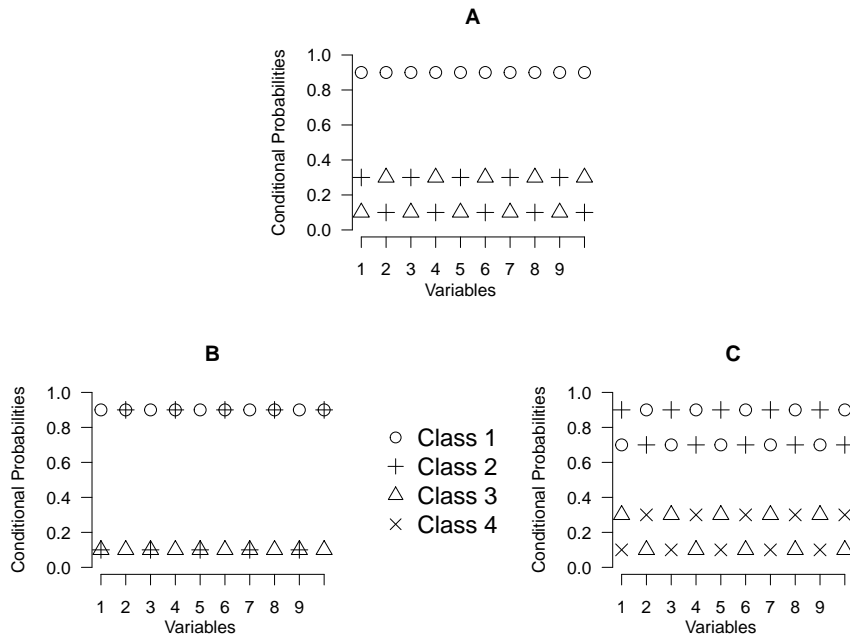 A
Conditional Probabilities
1.0
0.8
0.6
0.4
0.2
0.0
1 2 3 4 5 6 7 8 9
Variables
B
Conditional Probabilities
1.0
0.8
0.6
0.4
0.2
0.0
1 2 3 4 5 6 7 8 9
Variables
Class 1
Class 2
Class 3
Class 4
C
Conditional Probabilities
1.0
0.8
0.6
0.4
0.2
0.0
1 2 3 4 5 6 7 8 9
Variables